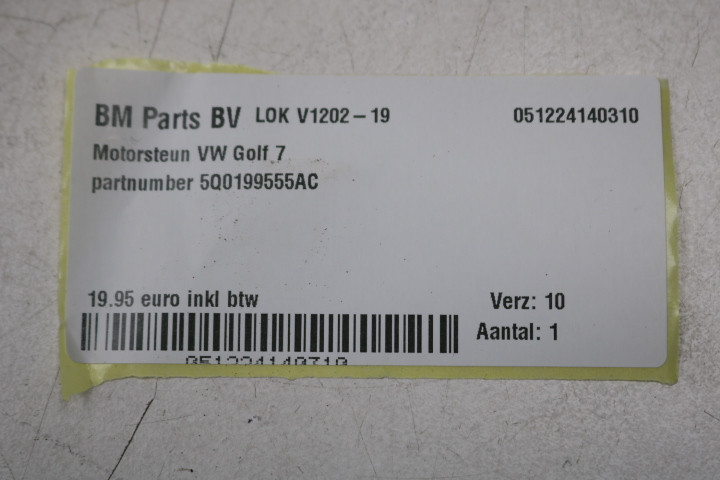 BM Parts BV LOK V1202-19 051224140310
Motorsteun VW Golf 7
partnumber 5Q0199555AC
19.95 euro inkl btw Verz: 10
Aantal: 1
051224140310